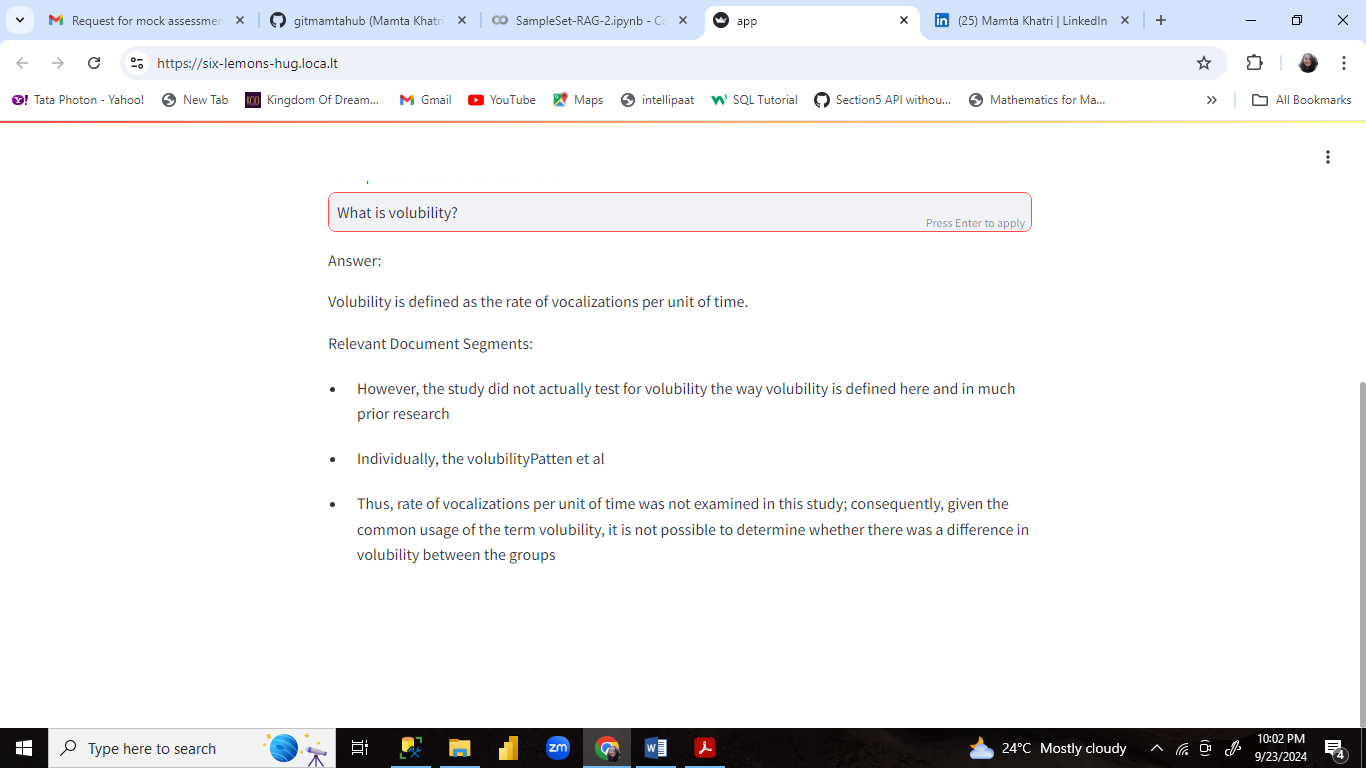 Request for mock assessmen
gitmamtahub (Mamta Khatri
SampleSet-RAG-2.ipynb - Co
app
(25) Mamta Khatri | LinkedIn
https://six-lemons-hug.loca.lt
Tata Photon - Yahoo!
New Tab
Kingdom Of Dream...
Gmail
YouTube
Maps
intellipaat
SQL Tutorial
Section5 API withou...
Mathematics for Ma...
All Bookmarks
What is volubility?
Press Enter to apply
Answer:
Volubility is defined as the rate of vocalizations per unit of time.
Relevant Document Segments:
However, the study did not actually test for volubility the way volubility is defined here and in much
prior research
Individually, the volubilityPatten et al
Thus, rate of vocalizations per unit of time was not examined in this study; consequently, given the
common usage of the term volubility, it is not possible to determine whether there was a difference in
volubility between the groups
Type here to search
zm
24°C Mostly cloudy
10:02 PM
9/23/2024
4